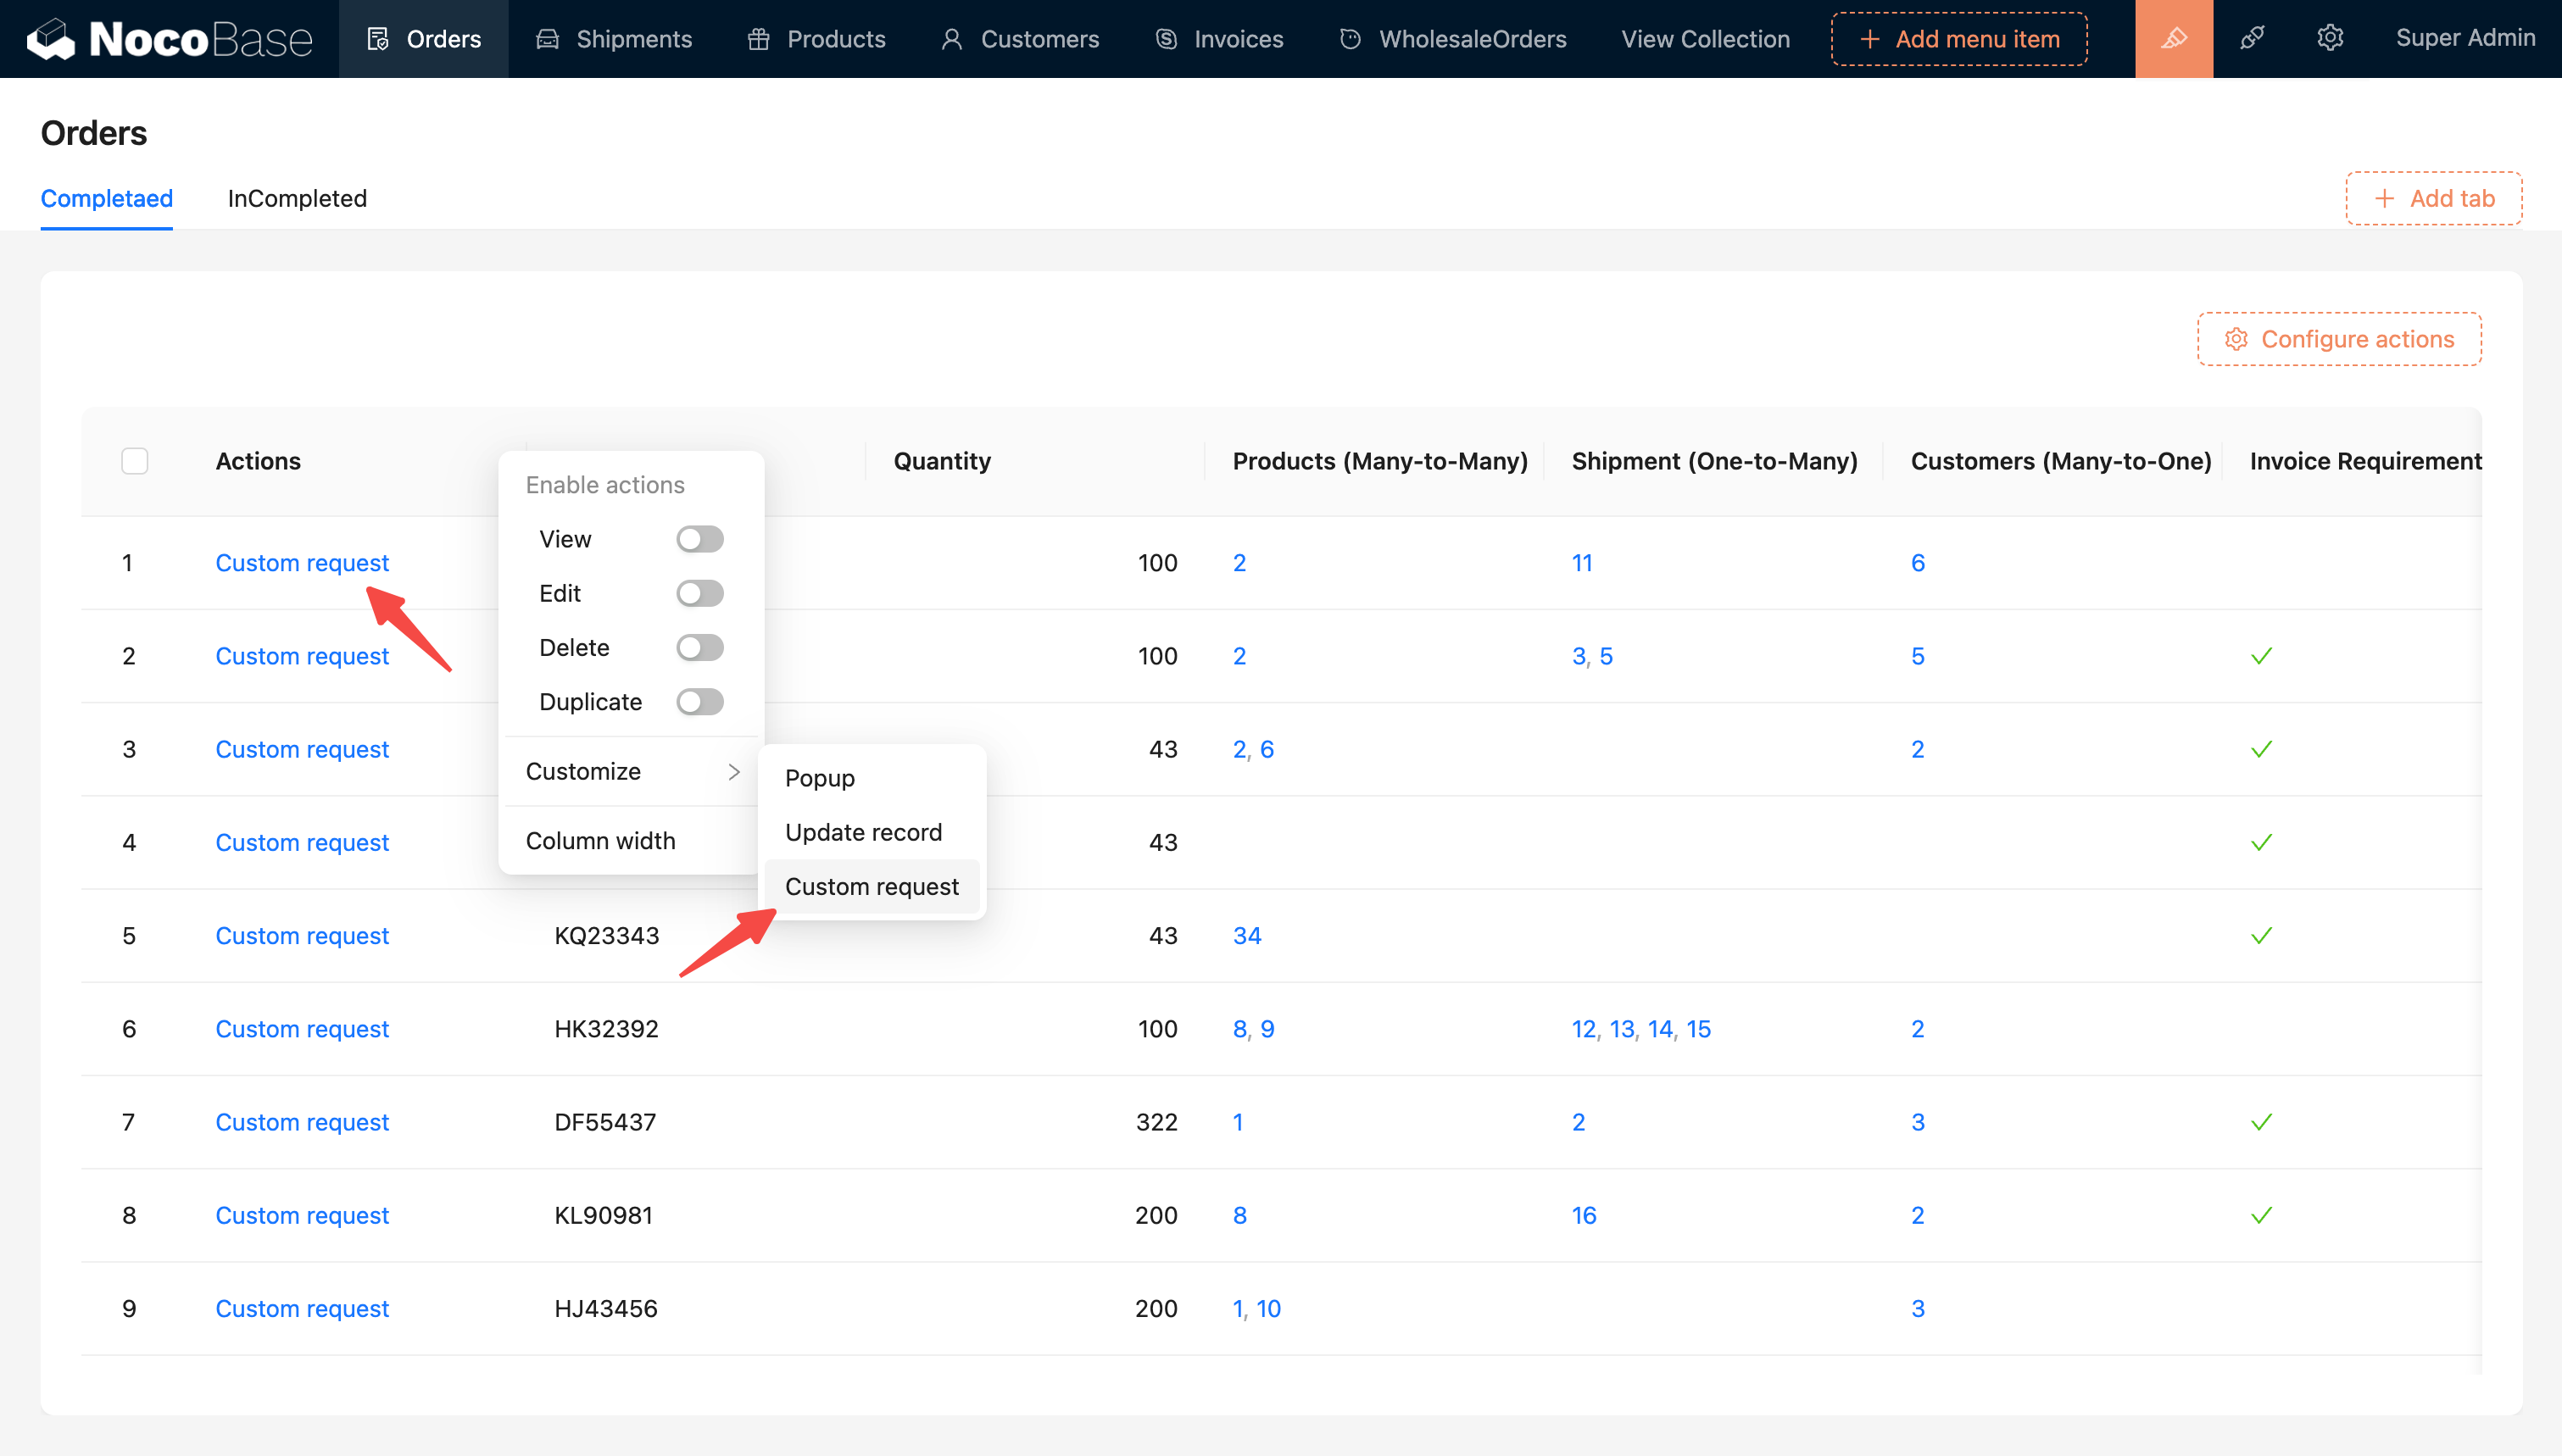 NocoBase Orders Shipments Products Customers Invoices WholesaleOrders View Collection Add menu item Super Admin
Orders
Completaed InCompleted Add tab
Configure actions
Actions Quantity Products (Many-to-Many) Shipment (One-to-Many) Customers (Many-to-One) Invoice Requirement
Enable actions
View
Edit
Delete
Duplicate
Customize
Column width
Popup
Update record
Custom request
1 Custom request 100 2 11 6
2 Custom request 100 2 3, 5 5
3 Custom request 43 2, 6 2
4 Custom request 43
5 Custom request KQ23343 43 34
6 Custom request HK32392 100 8, 9 12, 13, 14, 15 2
7 Custom request DF55437 322 1 2 3
8 Custom request KL90981 200 8 16 2
9 Custom request HJ43456 200 1, 10 3